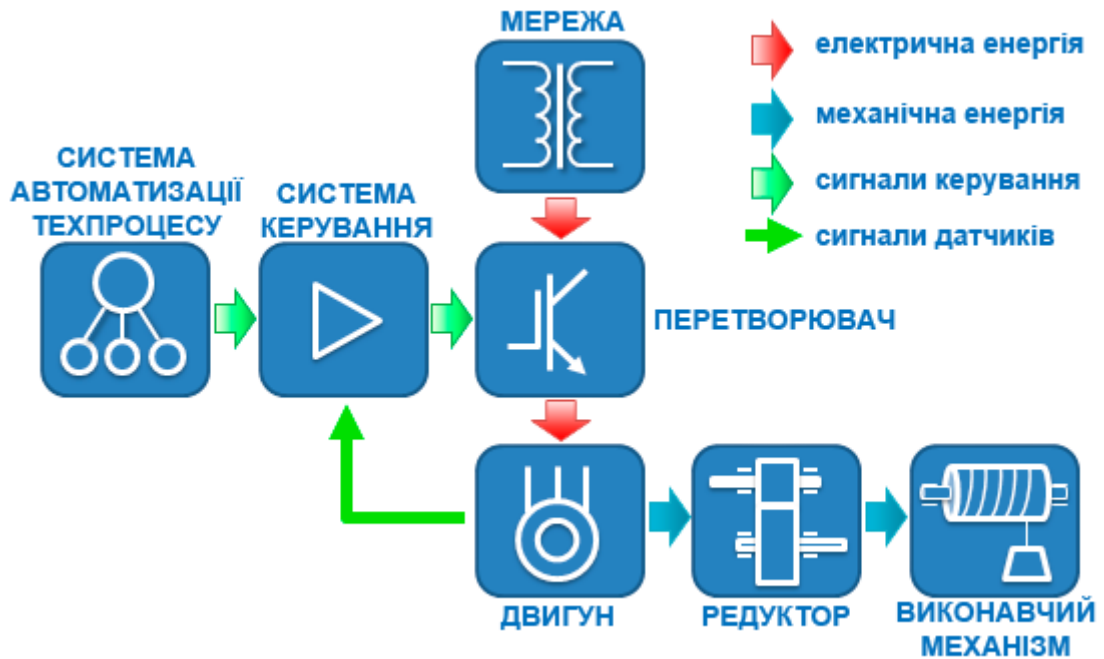 МЕРЕЖА
електрична енергія
механічна енергія
сигнали керування
сигнали датчиків
СИСТЕМА
АВТОМАТИЗАЦІЇ
ТЕХПРОЦЕСУ
СИСТЕМА
КЕРУВАННЯ
ПЕРЕТВОРЮВАЧ
ДВИГУН
РЕДУКТОР
ВИКОНАВЧИЙ
МЕХАНІЗМ